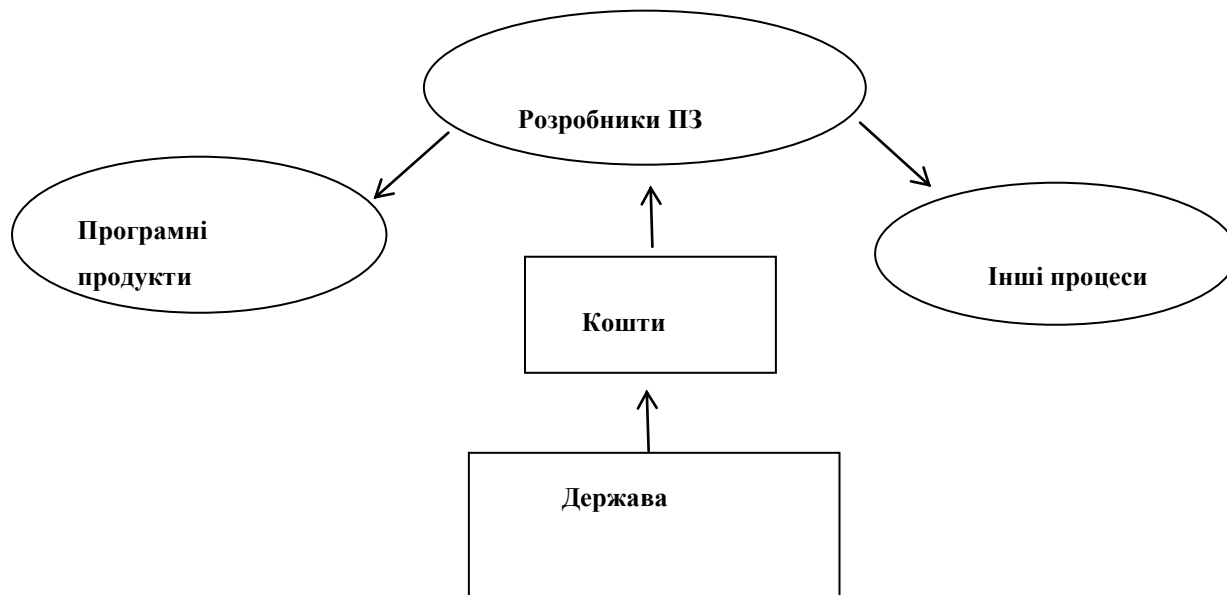 Розробники ПЗ
Програмні
продукти
Інші процеси
Кошти
Держава